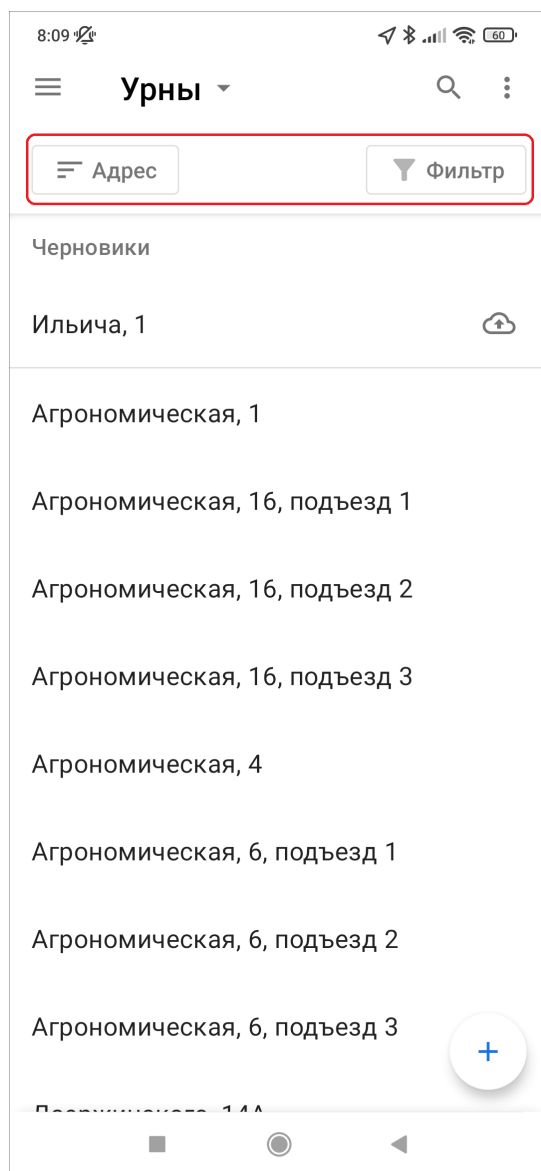 8:09
60
Урны
Адрес
Фильтр
Черновики
Ильича, 1
Агрономическая, 1
Агрономическая, 16, подъезд 1
Агрономическая, 16, подъезд 2
Агрономическая, 16, подъезд 3
Агрономическая, 4
Агрономическая, 6, подъезд 1
Агрономическая, 6, подъезд 2
Агрономическая, 6, подъезд 3